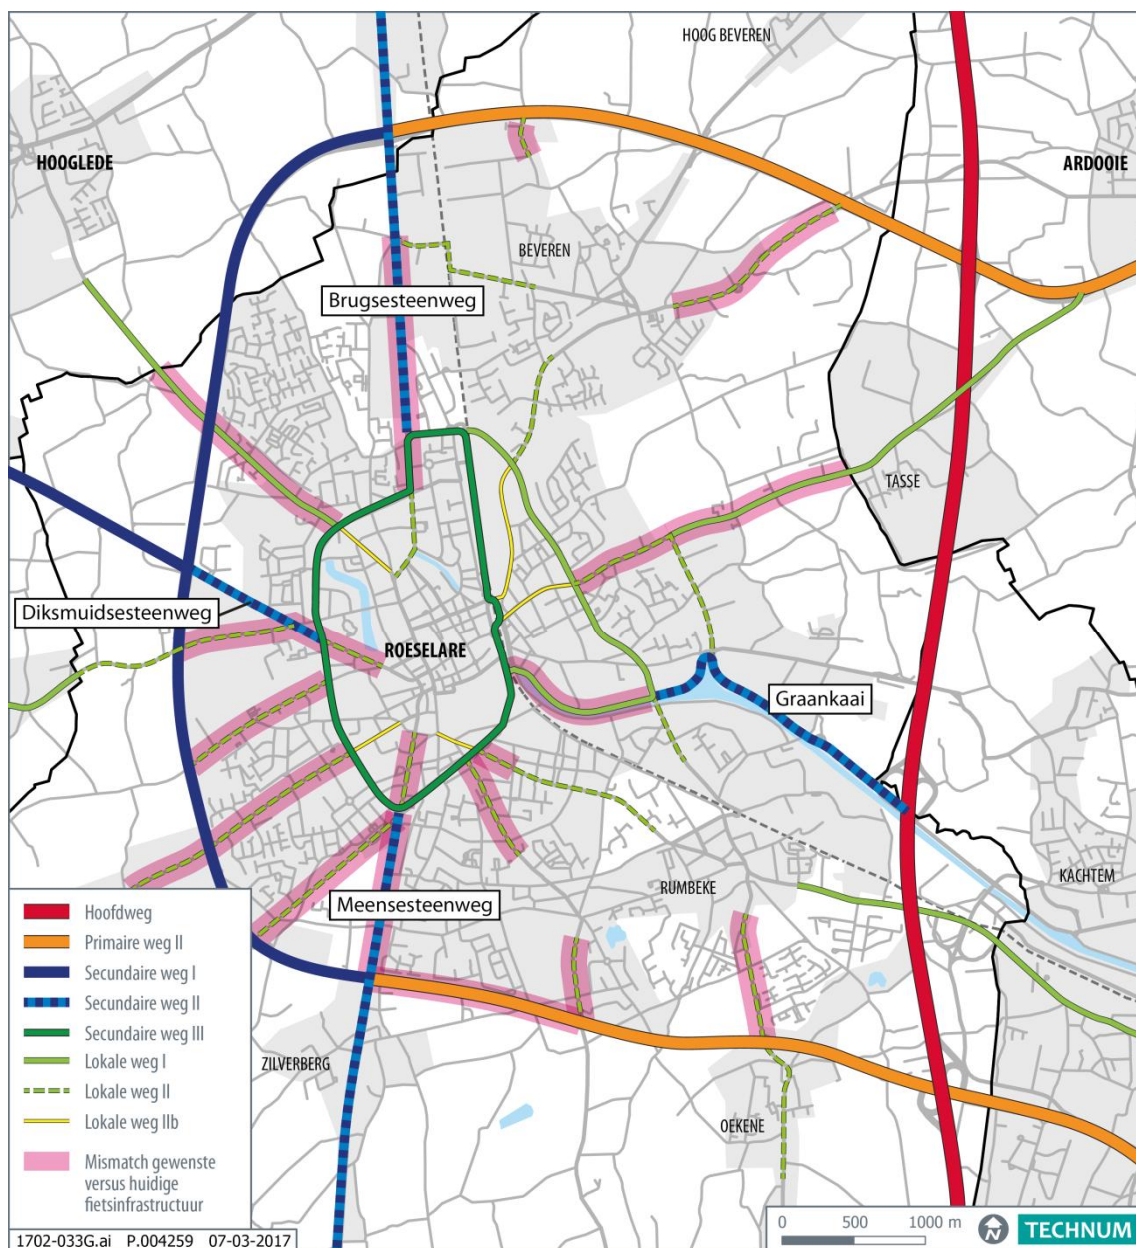 HOOG BEVEREN
HOOGLEDE
ARDOOIE
BEVEREN
Brugsesteenweg
TASSE
Diksmuidsesteenweg
ROESELARE
Graankaai
KACHTEM
RUMBEKE
Meensesteenweg
ZILVERBERG
OEKENE
Hoofdweg
Primaire weg II
Secundaire weg I
Secundaire weg II
Secundaire weg III
Lokale weg I
Lokale weg II
Lokale weg IIb
Mismatch gewenste
versus huidige
fietsinfrastructuur
0 500 1000 m
N
TECHNUM
1702-033G.ai P.004259 07-03-2017